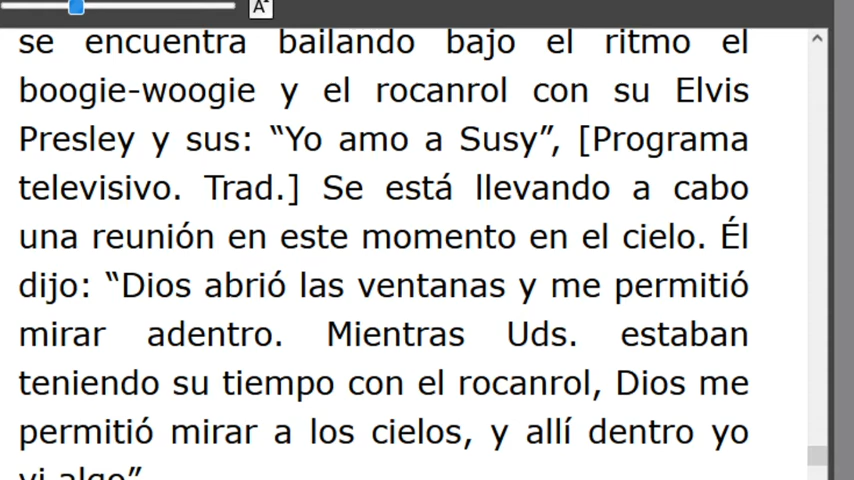 A
se encuentra bailando bajo el ritmo el
boogie-woogie y el rocanrol con su Elvis
Presley y sus: “Yo amo a Susy”, [Programa
televisivo. Trad.] Se está llevando a cabo
una reunión en este momento en el cielo. Él
dijo: “Dios abrió las ventanas y me permitió
mirar adentro. Mientras Uds. estaban
teniendo su tiempo con el rocanrol, Dios me
permitió mirar a los cielos, y allí dentro yo
vi algo”